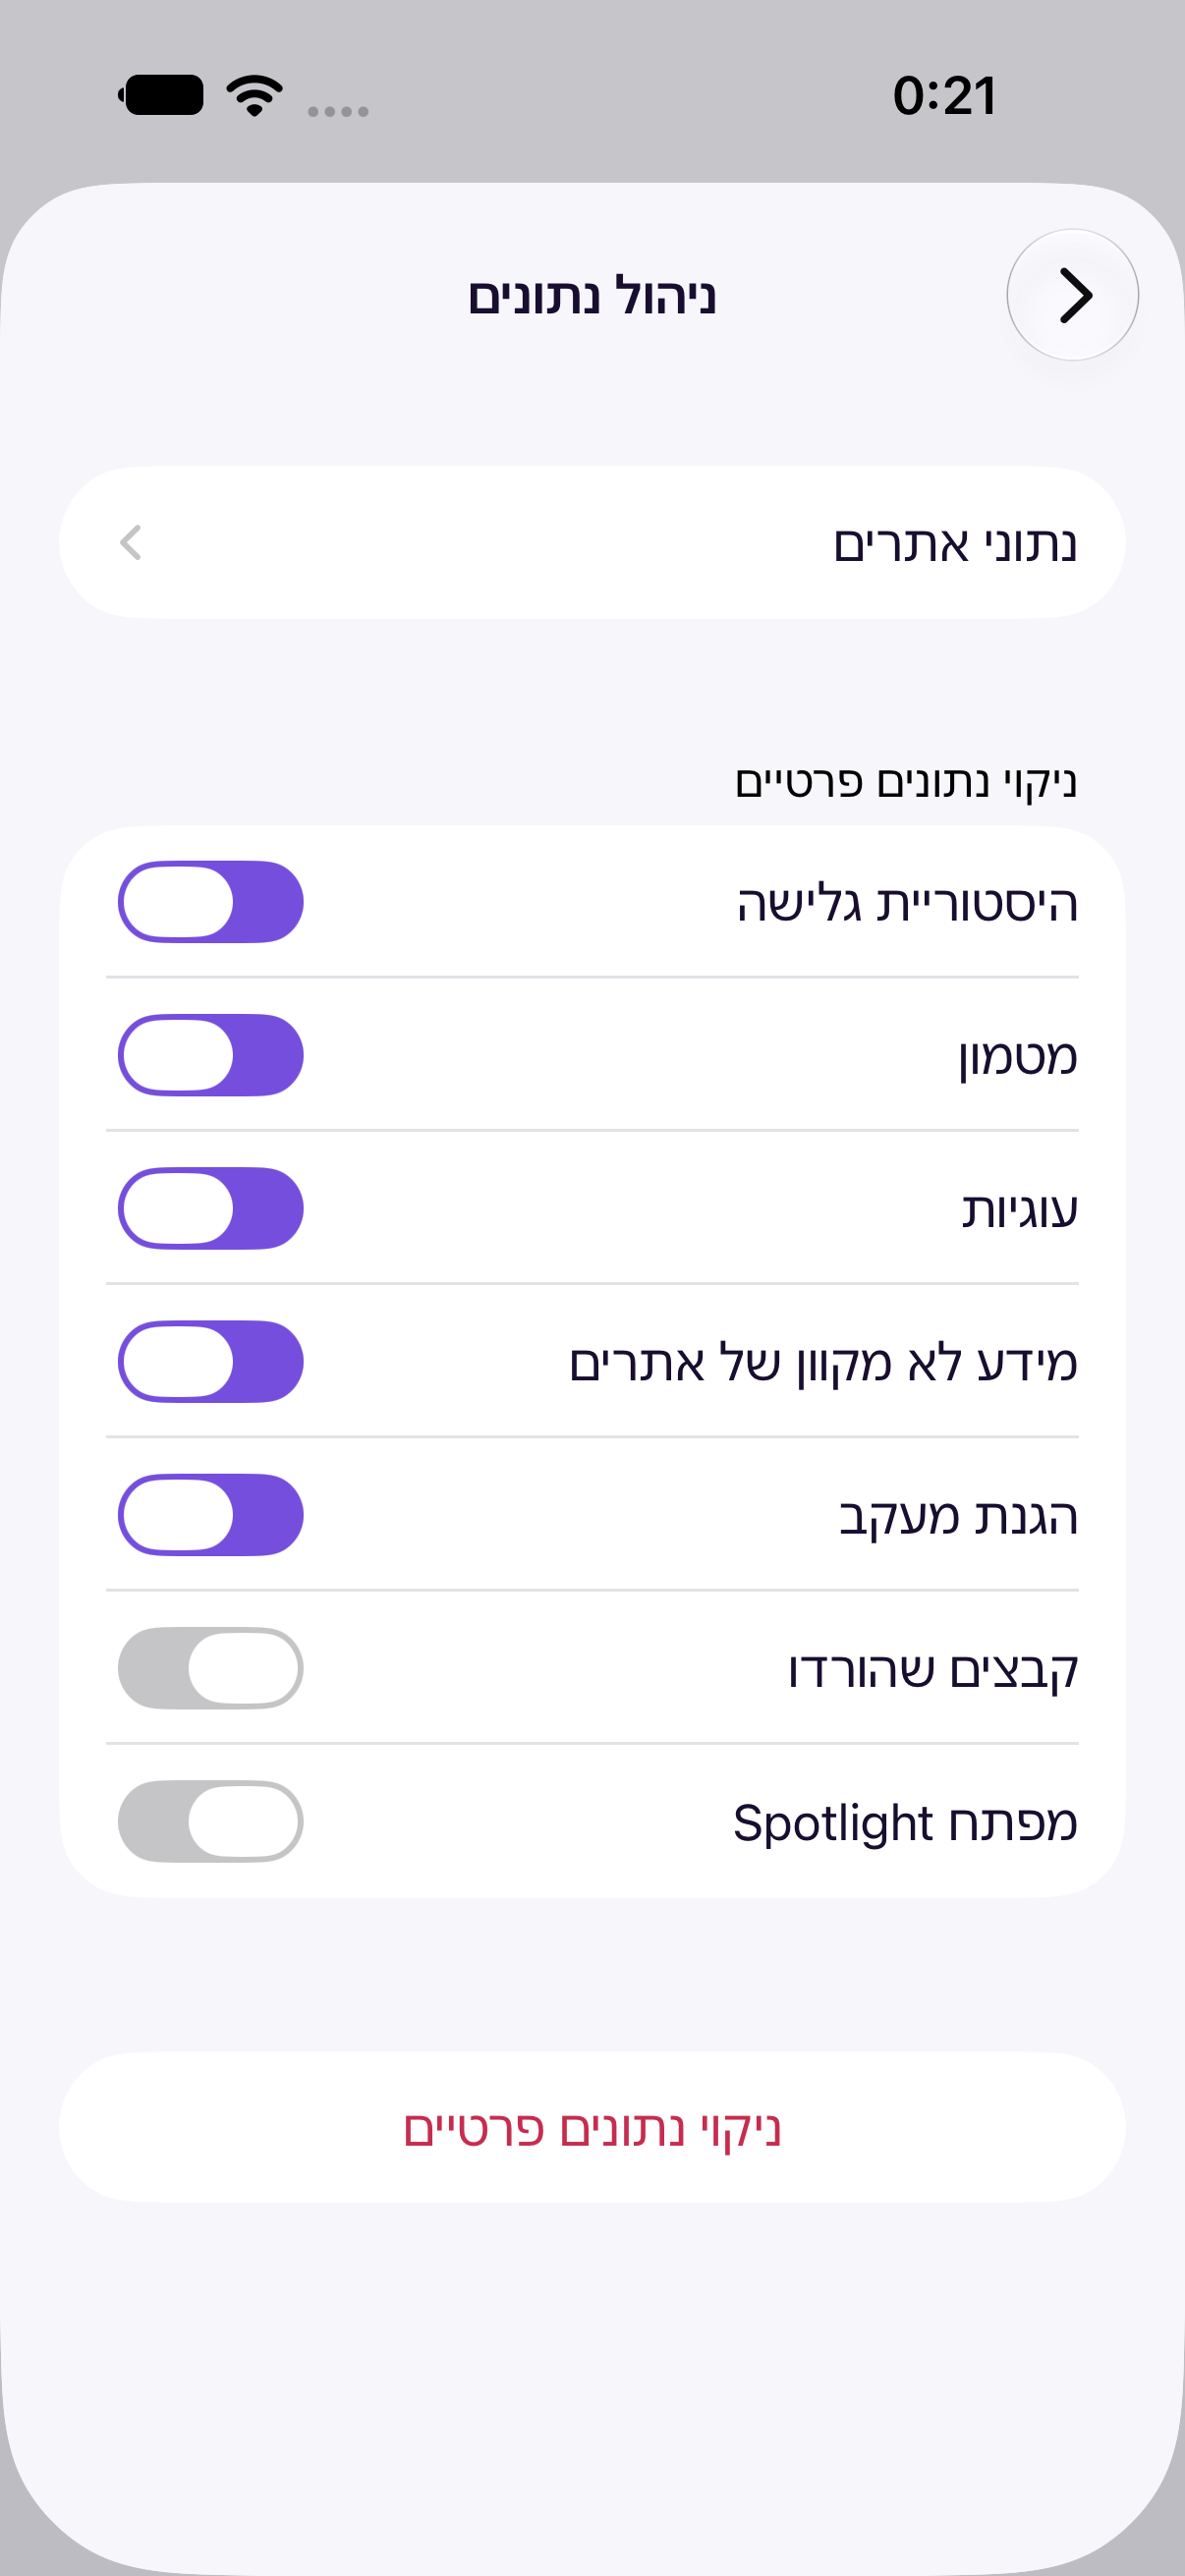 0:21
ניהול נתונים
נתוני אתרים
ניקוי נתונים פרטיים
היסטוריית גלישה
מטמון
עוגיות
מידע לא מקוון של אתרים
הגנת מעקב
קבצים שהורדו
מפתח Spotlight
ניקוי נתונים פרטיים